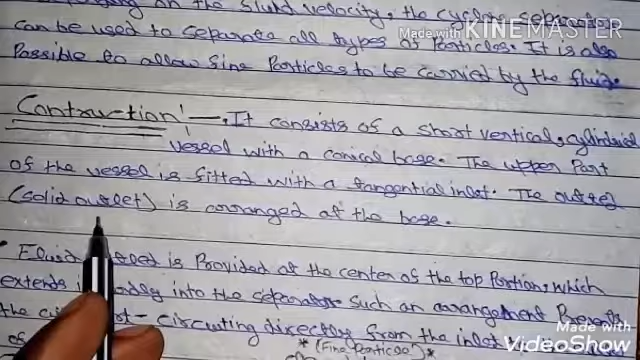 on the fluid velocity, the cyclone separator
can be used to separate all types of Particles. It is also
Possible to allow fine Particles to be carried by the fluid.
Contruction :- It consists of a short vertical, cylindrical
vessel with a conical base. The upper Part
of the vessel is fitted with a tangential inlet. The outlet
(solid outlet) is arranged at the base.
• Fluid outlet is Provided at the center of the top Portion, which
extends into the separator such an arrangement Prevents
the circuiting directly from the inlet
of *(Fine Particle)*
Made with KINEMASTER
Made with
VideoShow